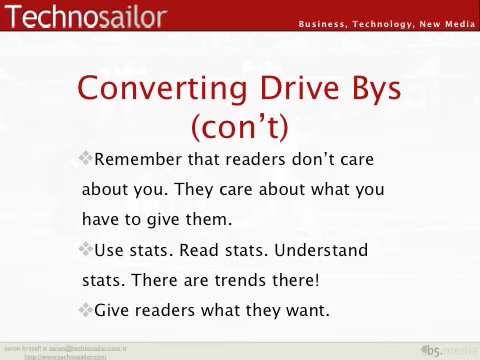 Technosailor
Business, Technology, New Media
Converting Drive Bys
(con’t)
❖Remember that readers don’t care
about you. They care about what you
have to give them.
❖Use stats. Read stats. Understand
stats. There are trends there!
❖Give readers what they want.
aaron brazell :: aaron@technosailor.com ::
http://www.technosailor.com
b5media